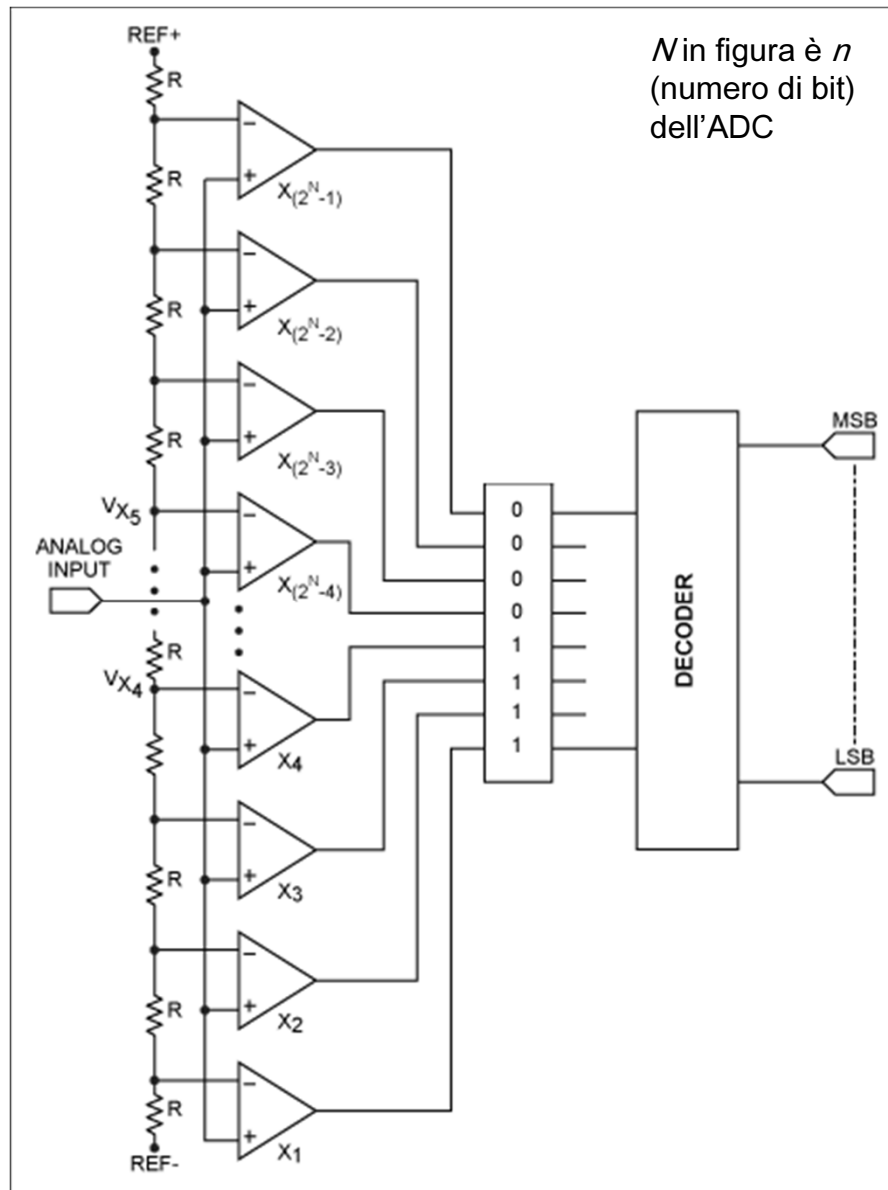 REF+
N in figura è n
(numero di bit)
dell'ADC
R
−
+
X(2^N-1)
R
−
+
X(2^N-2)
R
−
+
X(2^N-3)
R
VX5
−
+
X(2^N-4)
ANALOG
INPUT
R
VX4
−
+
X4
−
+
X3
R
−
+
X2
R
−
+
X1
R
REF-
0
0
0
0
1
1
1
1
DECODER
MSB
LSB